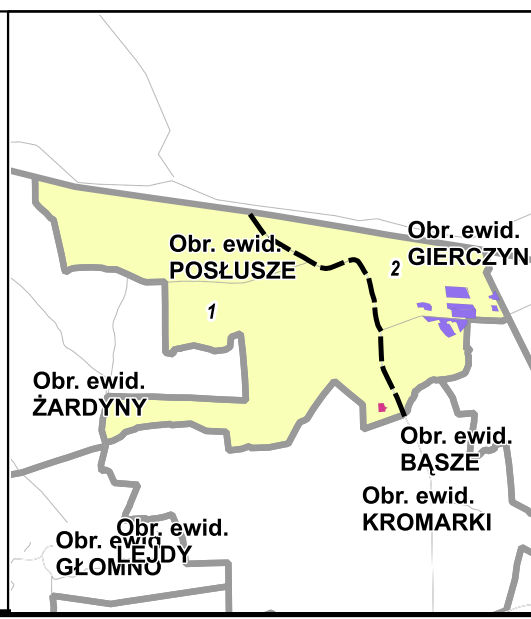 Obr. ewid.
POSŁUSZE
Obr. ewid.
GIERCZYN
2
1
Obr. ewid.
ŻARDYNY
Obr. ewid.
BĄSZE
Obr. ewid.
KROMARKI
Obr. ewid.
LEJDY
Obr. ewid.
GŁOMNO